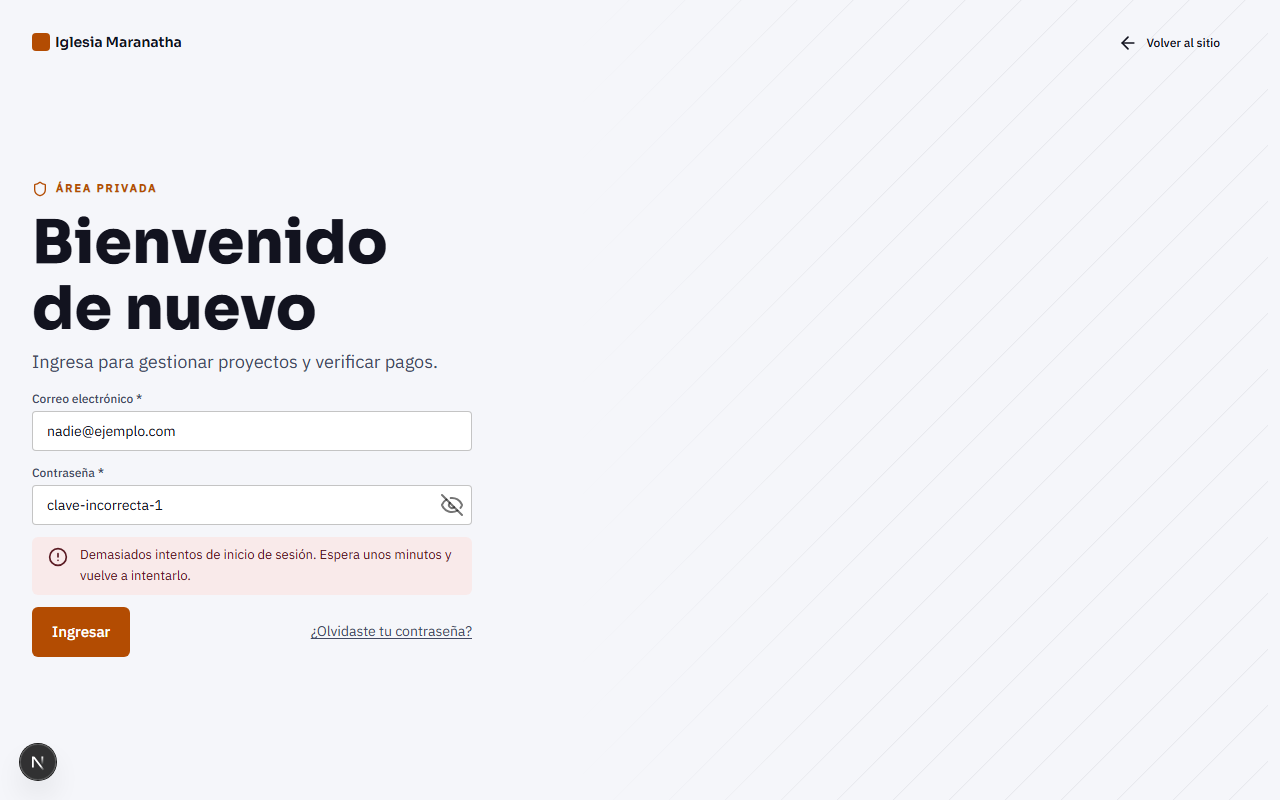 Iglesia Maranatha
Volver al sitio
ÁREA PRIVADA
Bienvenido
de nuevo
Ingresa para gestionar proyectos y verificar pagos.
Correo electrónico *
nadie@ejemplo.com
Contraseña *
clave-incorrecta-1
Demasiados intentos de inicio de sesión. Espera unos minutos y
vuelve a intentarlo.
Ingresar
¿Olvidaste tu contraseña?
N